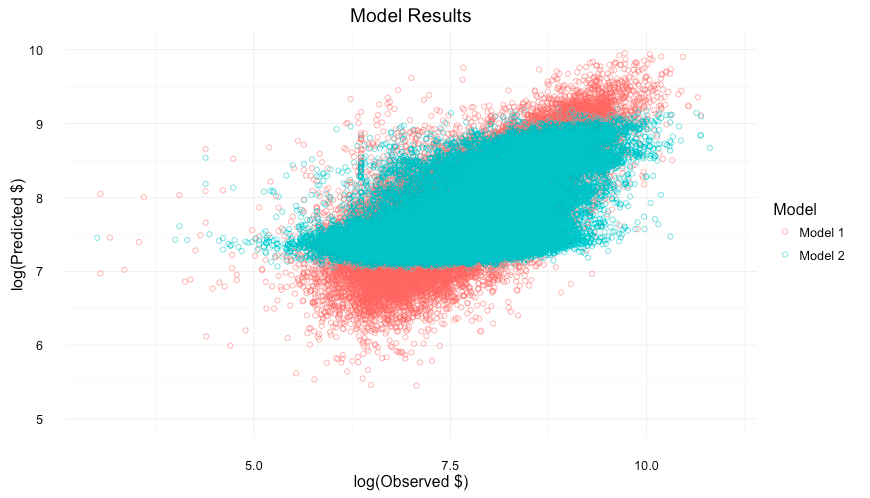 Model Results
log(Predicted $)
10
9
8
7
6
5
5.0
7.5
10.0
log(Observed $)
Model
Model 1
Model 2